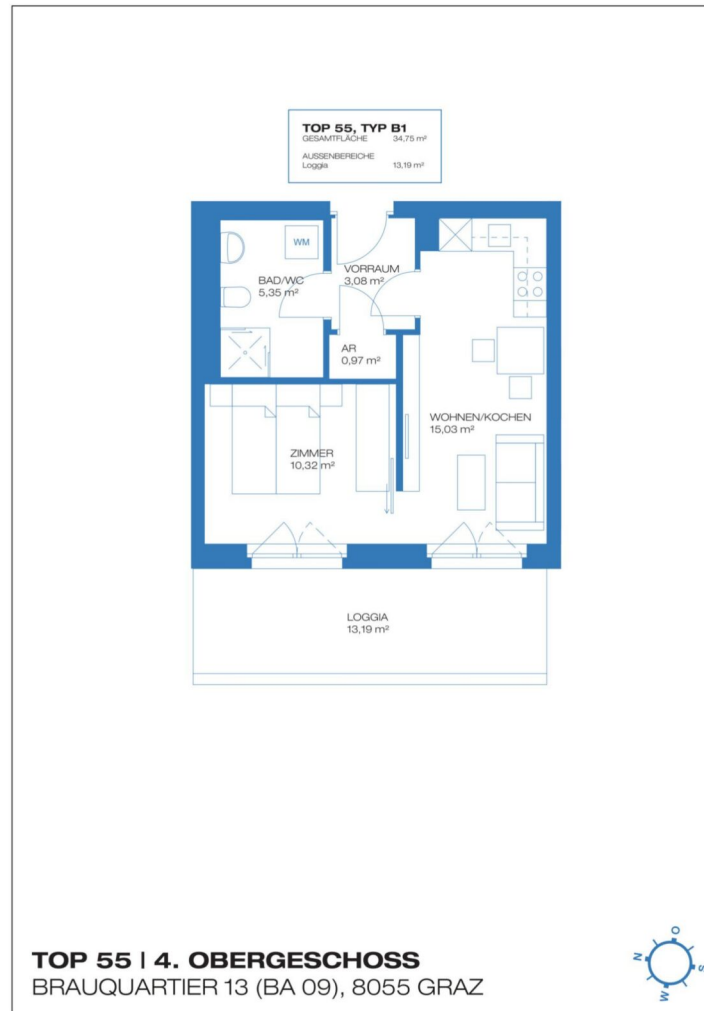 TOP 55, TYP B1
GESAMTFLÄCHE 34,75 m²
AUSSENBEREICHE
Loggia 13,19 m²
WM
BAD/WC
5,35 m²
VORRAUM
3,08 m²
AR
0,97 m²
WOHNEN/KOCHEN
15,03 m²
ZIMMER
10,32 m²
LOGGIA
13,19 m²
TOP 55 | 4. OBERGESCHOSS
BRAUQUARTIER 13 (BA 09), 8055 GRAZ
N
O
S
W